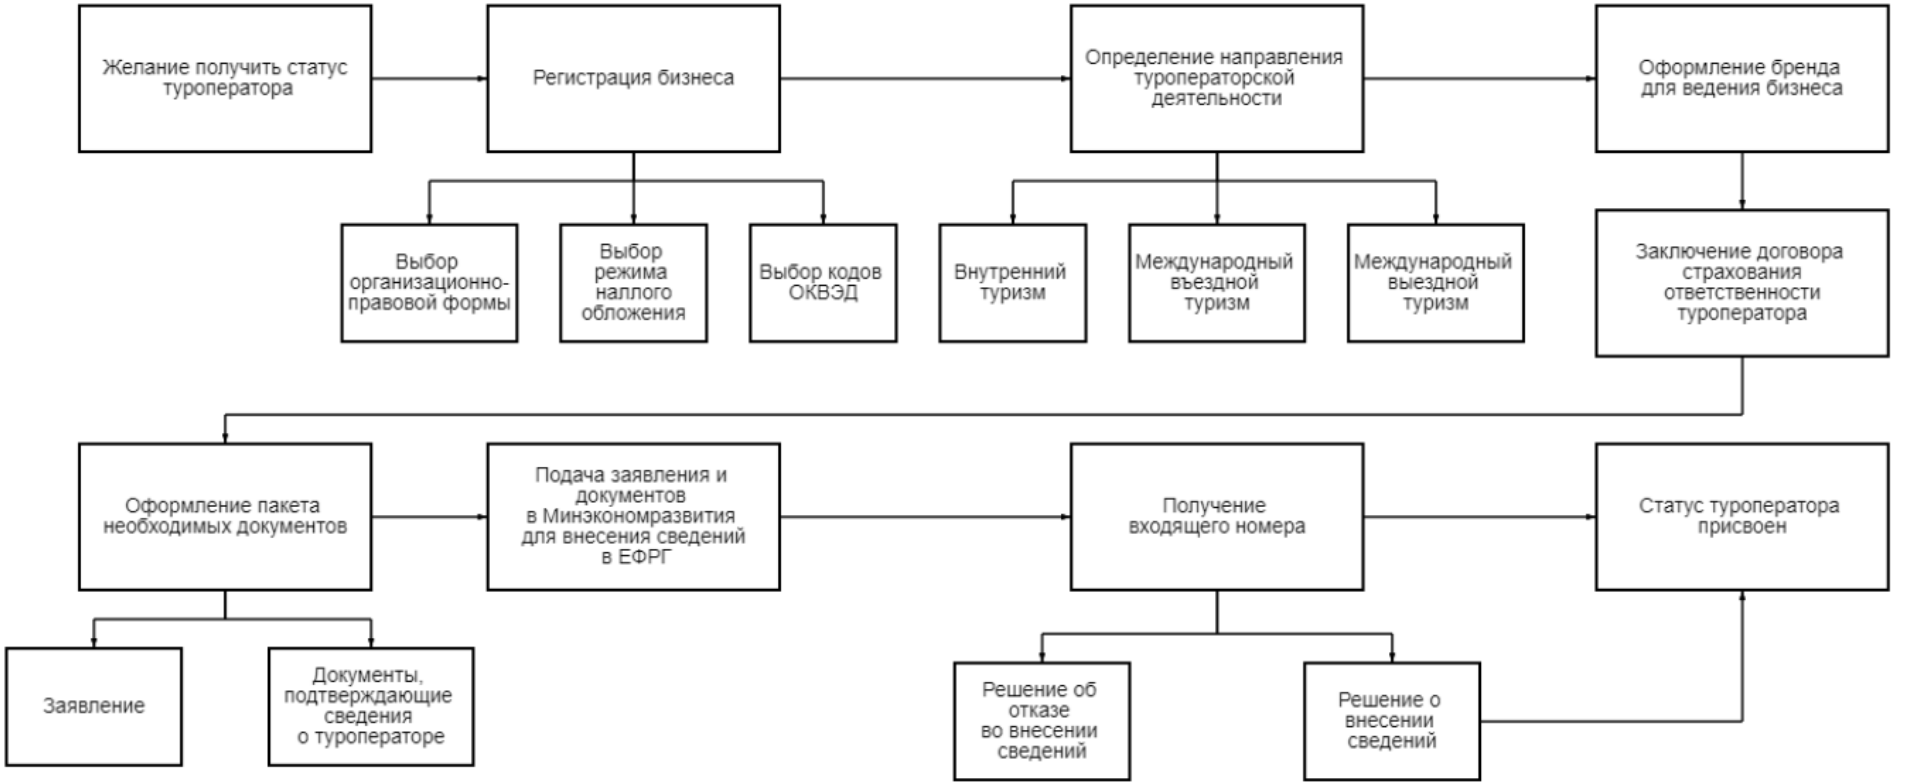 Желание получить статус
туроператора
Регистрация бизнеса
Определение направления
туроператорской
деятельности
Оформление бренда
для ведения бизнеса
Выбор
организационно-
правовой формы
Выбор
режима
наллого
обложения
Выбор кодов
ОКВЭД
Внутренний
туризм
Международный
въездной
туризм
Международный
выездной
туризм
Заключение договора
страхования
ответственности
туроператора
Оформление пакета
необходимых документов
Подача заявления и
документов
в Минэкономразвития
для внесения сведений
в ЕФРГ
Получение
входящего номера
Статус туроператора
присвоен
Заявление
Документы,
подтверждающие
сведения
о туроператоре
Решение об
отказе
во внесении
сведений
Решение о
внесении
сведений